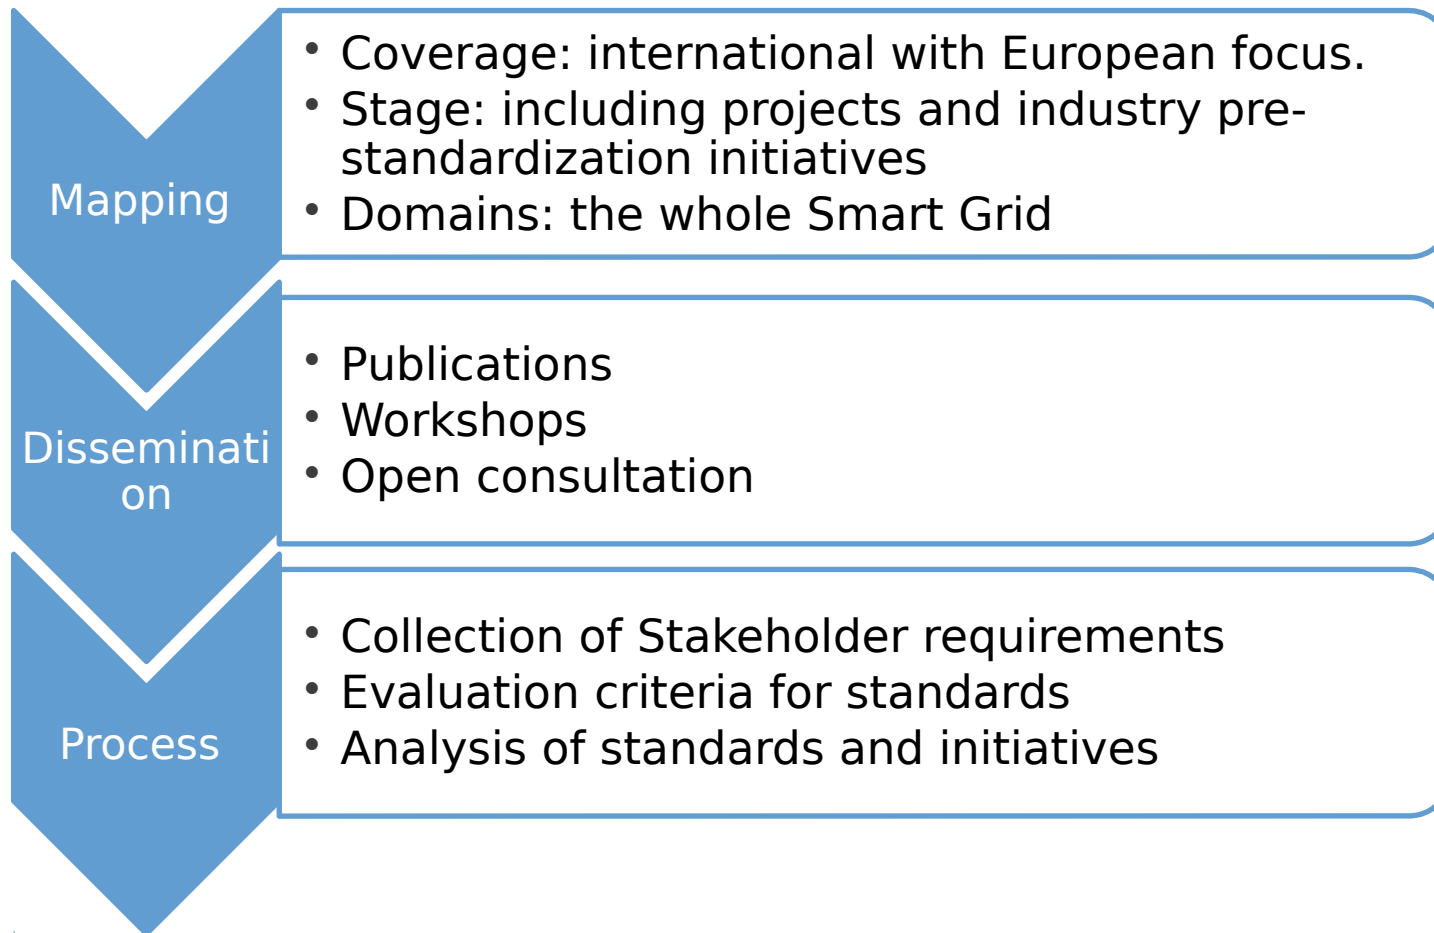 Mapping
• Coverage: international with European focus.
• Stage: including projects and industry pre-
standardization initiatives
• Domains: the whole Smart Grid
Disseminati
on
• Publications
• Workshops
• Open consultation
Process
• Collection of Stakeholder requirements
• Evaluation criteria for standards
• Analysis of standards and initiatives